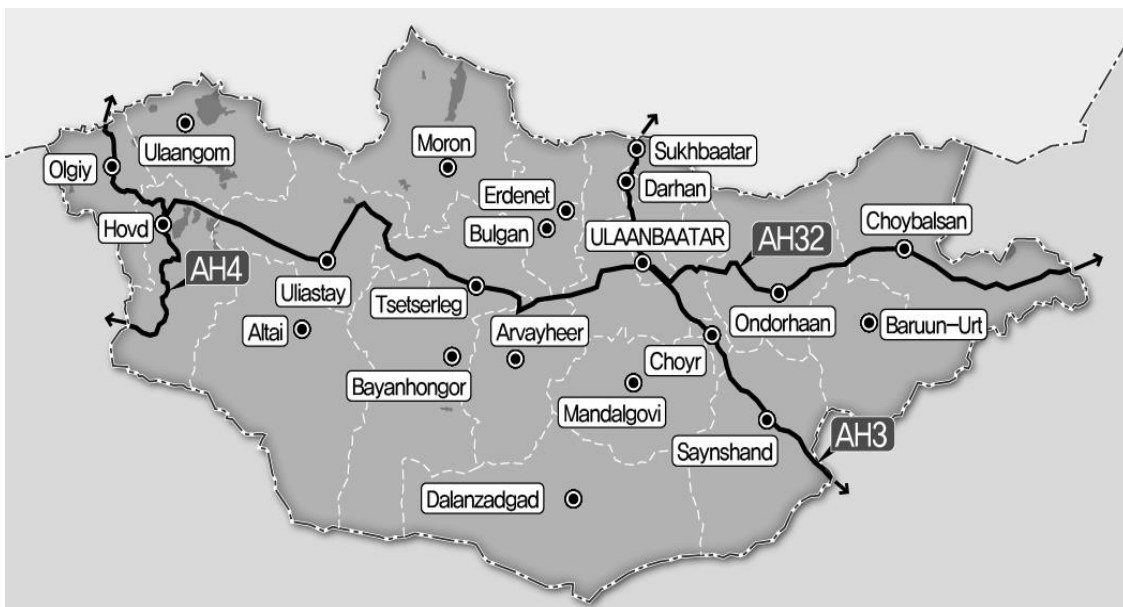 Ulaangom
Olgiy
Moron
Sukhbaatar
Darhan
Erdenet
Bulgan
Hovd
ULAANBAATAR
AH32
Choybalsan
AH4
Uliastay
Tsetserleg
Ondorhaan
Altai
Arvayheer
Baruun-Urt
Choyr
Bayanhongor
Mandalgovi
AH3
Saynshand
Dalanzadgad